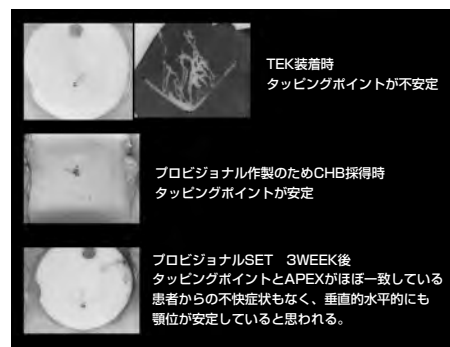 TEK装着時
タッピングポイントが不安定
プロビジョナル作製のためCHB採得時
タッピングポイントが安定
プロビジョナルSET　3WEEK後
タッピングポイントとAPEXがほぼ一致している
患者からの不快症状もなく、垂直的水平的にも
顎位が安定していると思われる。